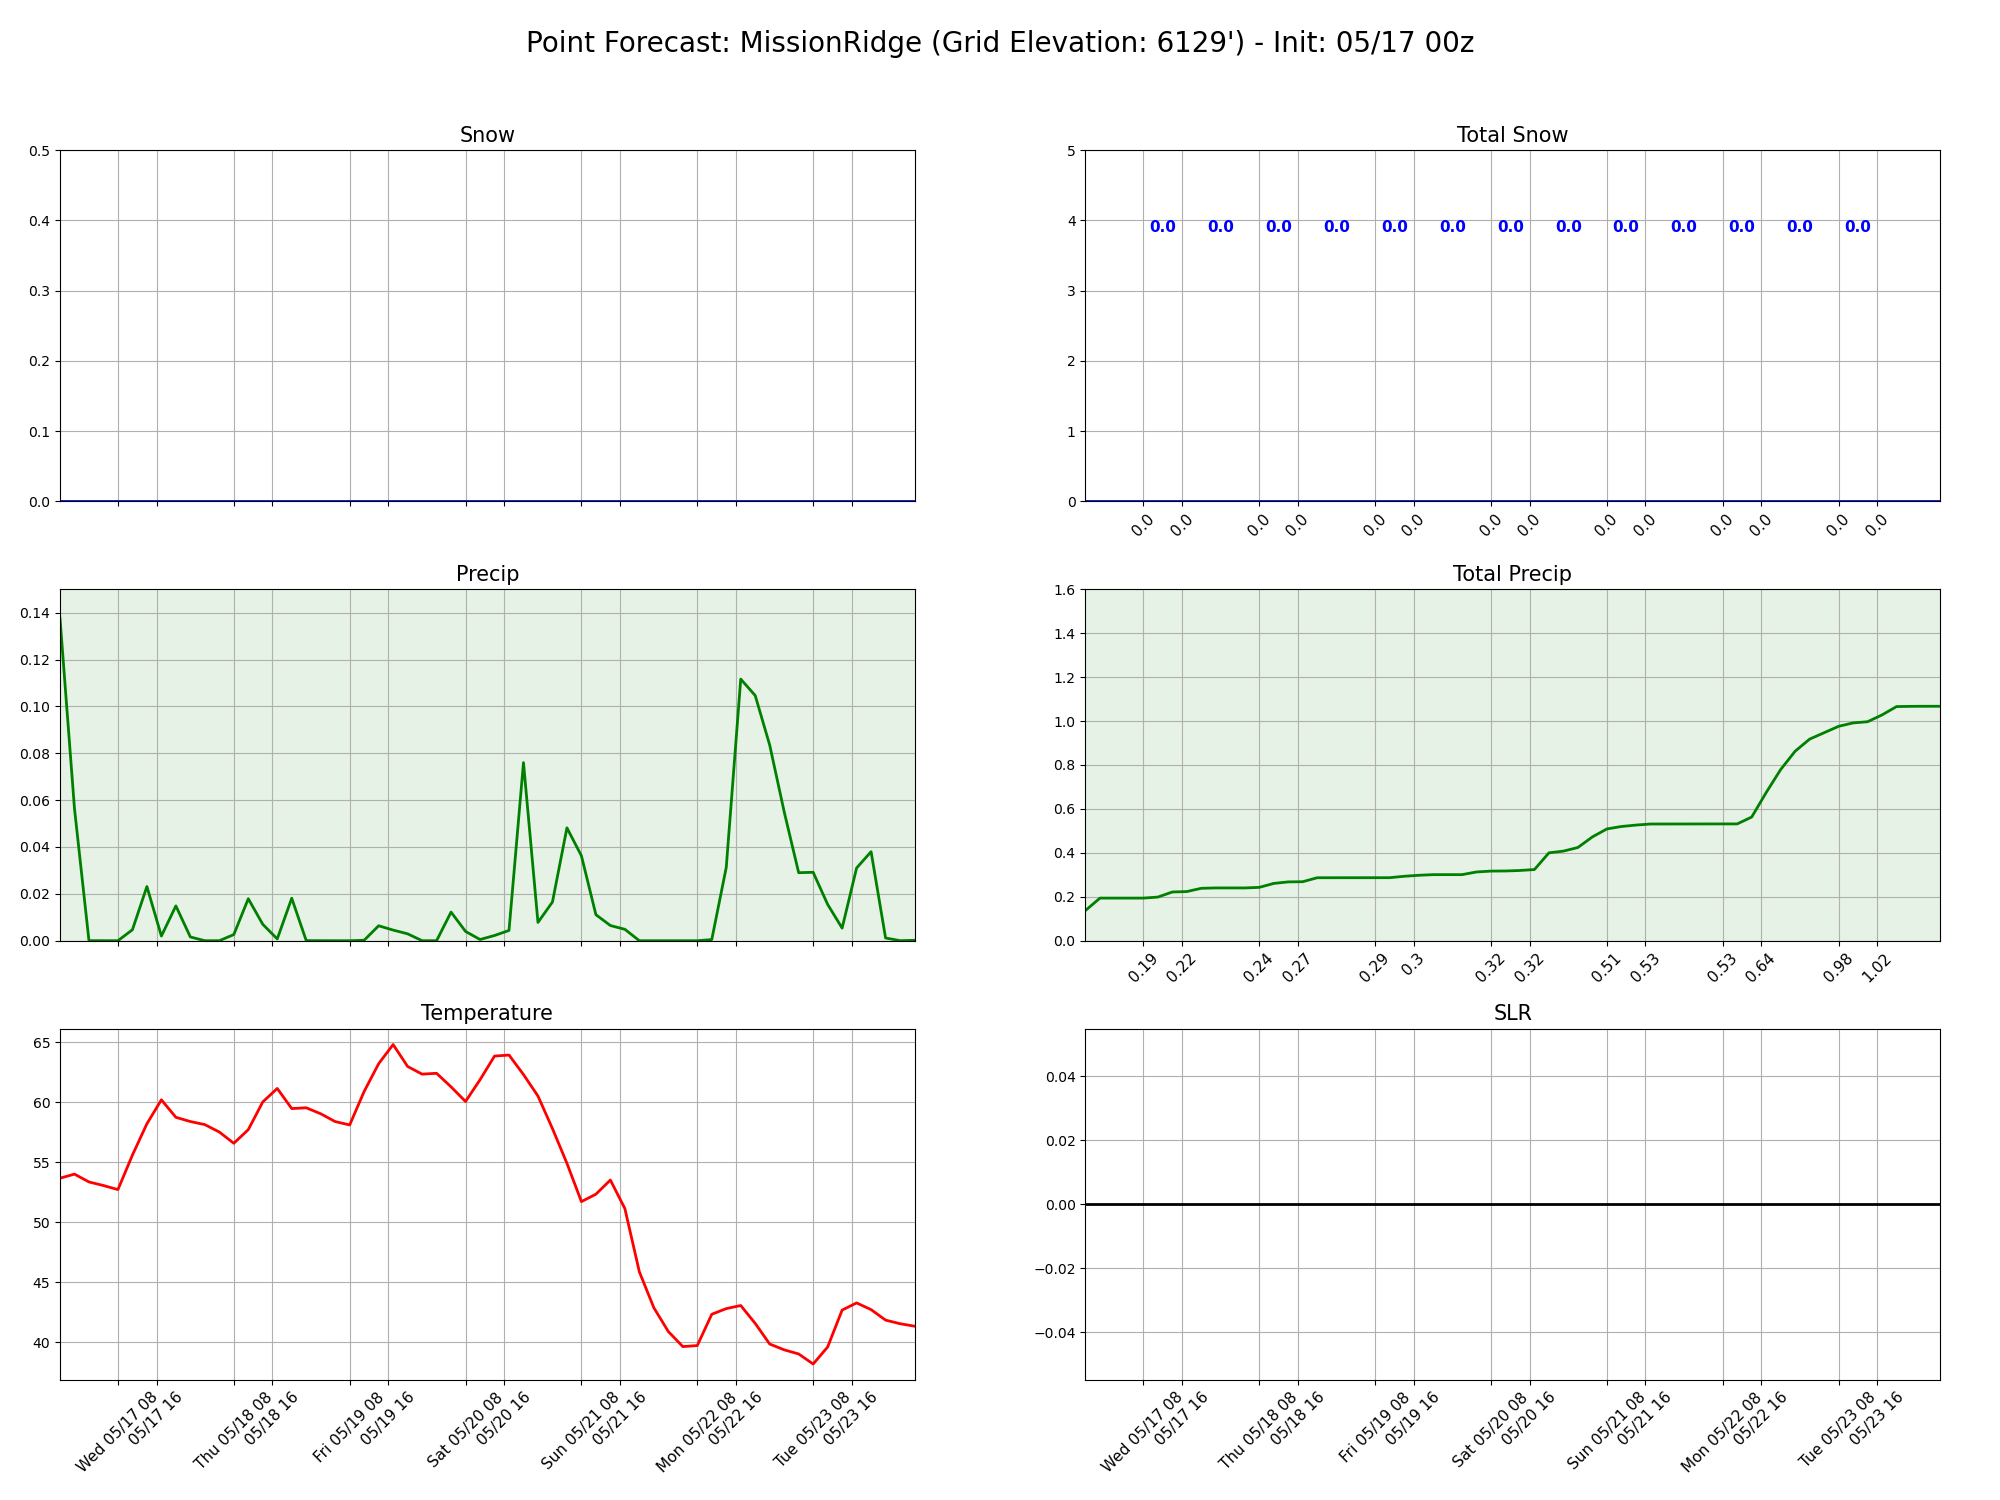 Point Forecast: MissionRidge (Grid Elevation: 6129') - Init: 05/17 00z
Snow
0.5
0.4
0.3
0.2
0.1
0.0
Total Snow
5
4
3
2
1
0
0.0 0.0 0.0 0.0 0.0 0.0 0.0 0.0 0.0 0.0 0.0 0.0 0.0
0.0 0.0 0.0 0.0 0.0 0.0 0.0 0.0 0.0 0.0 0.0 0.0 0.0 0.0
Precip
0.14
0.12
0.10
0.08
0.06
0.04
0.02
0.00
Total Precip
1.6
1.4
1.2
1.0
0.8
0.6
0.4
0.2
0.0
0.19 0.22 0.24 0.27 0.29 0.3 0.32 0.32 0.51 0.53 0.53 0.64 0.98 1.02
Temperature
65
60
55
50
45
40
Wed 05/17 08
05/17 16
Thu 05/18 08
05/18 16
Fri 05/19 08
05/19 16
Sat 05/20 08
05/20 16
Sun 05/21 08
05/21 16
Mon 05/22 08
05/22 16
Tue 05/23 08
05/23 16
SLR
0.04
0.02
0.00
−0.02
−0.04
Wed 05/17 08
05/17 16
Thu 05/18 08
05/18 16
Fri 05/19 08
05/19 16
Sat 05/20 08
05/20 16
Sun 05/21 08
05/21 16
Mon 05/22 08
05/22 16
Tue 05/23 08
05/23 16